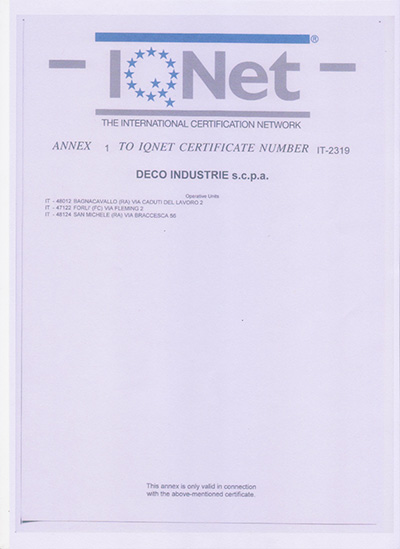 IQNet ®
THE INTERNATIONAL CERTIFICATION NETWORK
ANNEX 1 TO IQNET CERTIFICATE NUMBER IT-2319
DECO INDUSTRIE s.c.p.a.
Operative Units
IT - 48012 BAGNACAVALLO (RA) VIA CADUTI DEL LAVORO 2
IT - 47122 FORLI' (FC) VIA FLEMING 2
IT - 48124 SAN MICHELE (RA) VIA BRACCESCA
This annex is only valid in connection
with the above-mentioned certificate.